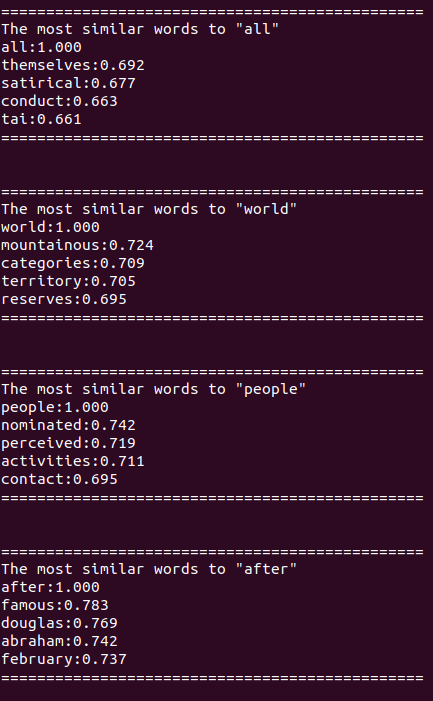 ===============================================
The most similar words to "all"
all:1.000
themselves:0.692
satirical:0.677
conduct:0.663
tai:0.661
===============================================
===============================================
The most similar words to "world"
world:1.000
mountainous:0.724
categories:0.709
territory:0.705
reserves:0.695
===============================================
===============================================
The most similar words to "people"
people:1.000
nominated:0.742
perceived:0.719
activities:0.711
contact:0.695
===============================================
===============================================
The most similar words to "after"
after:1.000
famous:0.783
douglas:0.769
abraham:0.742
february:0.737
===============================================